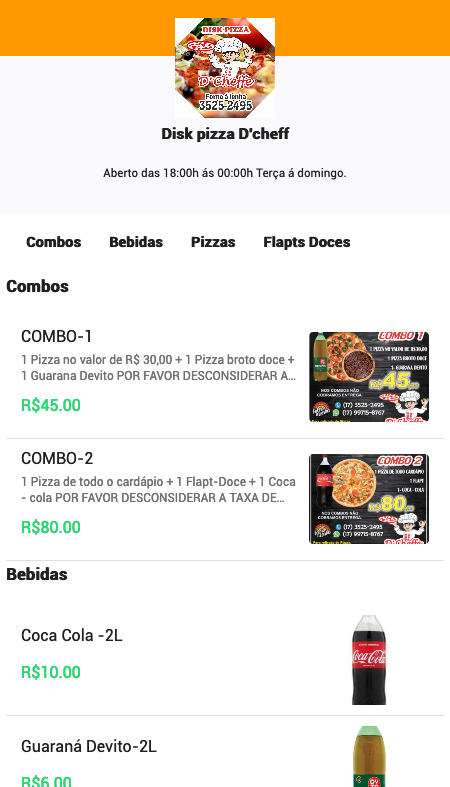 DISK-PIZZA
D'Cheffe
Forno á lenha
3525-2495
Disk pizza D'cheff
Aberto das 18:00h ás 00:00h Terça á domingo.
Combos Bebidas Pizzas Flapts Doces
Combos
COMBO-1
1 Pizza no valor de R$ 30,00 + 1 Pizza broto doce +
1 Guarana Devito POR FAVOR DESCONSIDERAR A...
R$45.00
COMBO 1
1 PIZZA NO VALOR DE R$30,00
1 PIZZA BROTO DOCE
1- GUARANA DEVITO
R$45,00
NOS COMBOS NÃO
COBRAMOS ENTREGA
(17) 3525-2495
(17) 99715-8767
COMBO-2
1 Pizza de todo o cardápio + 1 Flapt-Doce + 1 Coca
- cola POR FAVOR DESCONSIDERAR A TAXA DE...
R$80.00
COMBO 2
1 PIZZA DE TODO CARDÁPIO
1 FLAPT
1- COCA - COLA
R$80
NOS COMBOS NÃO
COBRAMOS ENTREGA
(17) 3525-2495
(17) 99715-8767
D'Cheffe
Bebidas
Coca Cola -2L
R$10.00
Coca-Cola
Guaraná Devito-2L
R$6.00